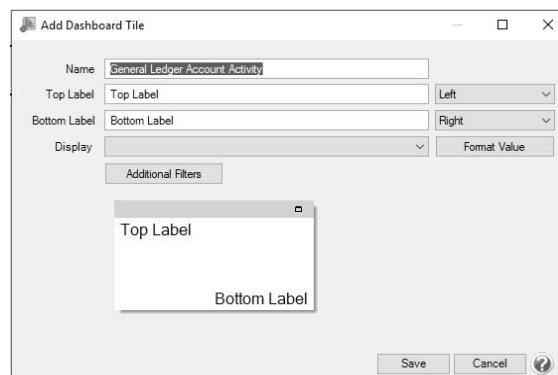 Add Dashboard Tile
Name General Ledger Account Activity
Top Label Top Label Left
Bottom Label Bottom Label Right
Display Format Value
Additional Filters
Top Label
Bottom Label
Save Cancel ?